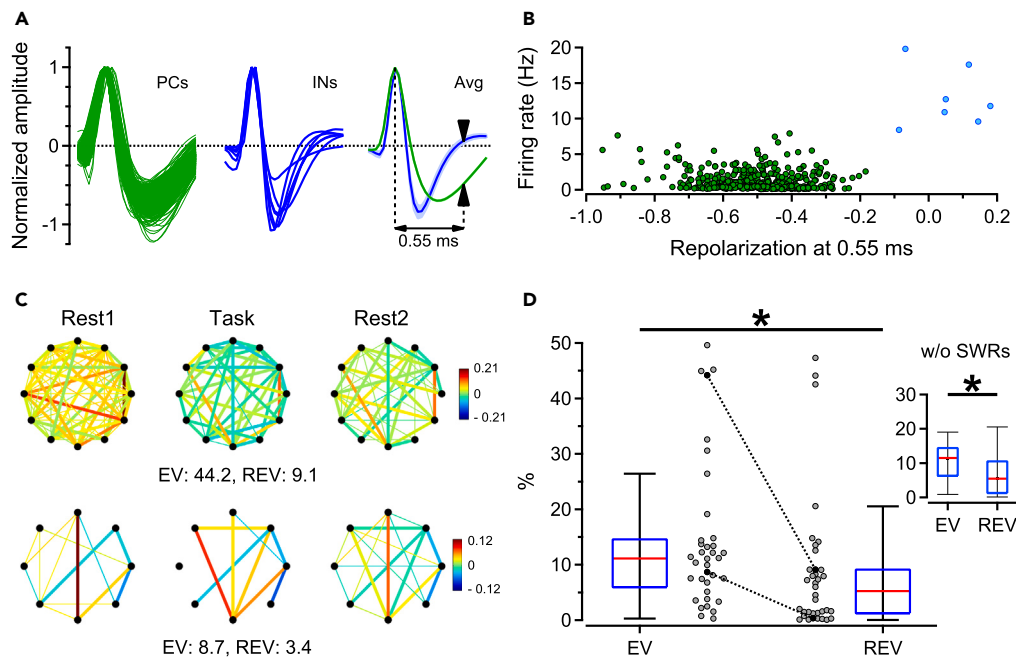 A
Normalized amplitude
1
0
-1
PCs
INs
Avg
0.55 ms
B
Firing rate (Hz)
20
15
10
5
0
-1.0 -0.8 -0.6 -0.4 -0.2 0.0 0.2
Repolarization at 0.55 ms
C
Rest1 Task Rest2
0.21
0
- 0.21
EV: 44.2, REV: 9.1
0.12
0
-0.12
EV: 8.7, REV: 3.4
D
%
50
40
30
20
10
0
EV REV
*
w/o SWRs
*
30
20
10
0
EV REV